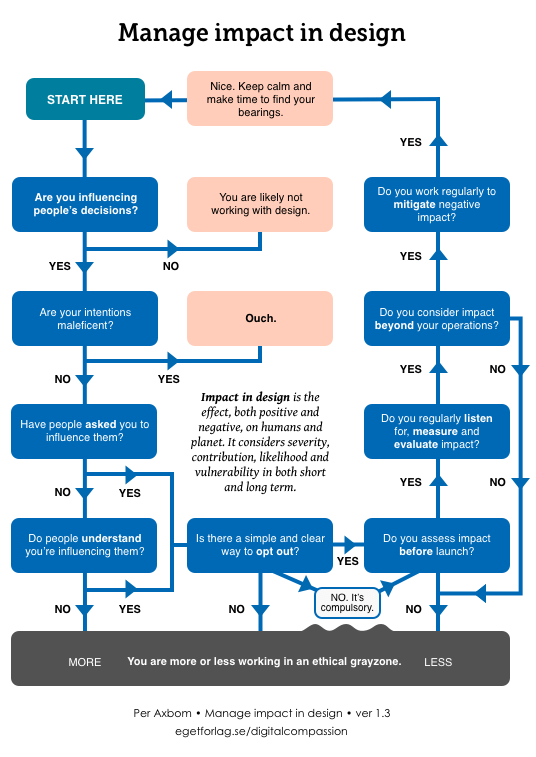 Manage impact in design
START HERE
Nice. Keep calm and
make time to find your
bearings.
YES
Are you influencing
people's decisions?
You are likely not
working with design.
Do you work regularly to
mitigate negative
impact?
YES
NO
YES
Are your intentions
maleficent?
Ouch.
Do you consider impact
beyond your operations?
NO
YES
YES
NO
Impact in design is the
effect, both positive and
negative, on humans and
planet. It considers severity,
contribution, likelihood and
vulnerability in both short
and long term.
Have people asked you to
influence them?
Do you regularly listen
for, measure and
evaluate impact?
NO
YES
YES
NO
Do people understand
you're influencing them?
Is there a simple and clear
way to opt out?
YES
Do you assess impact
before launch?
NO
YES
NO
NO. It's
compulsory.
NO
MORE
You are more or less working in an ethical grayzone.
LESS
Per Axbom • Manage impact in design • ver 1.3
egetforlag.se/digitalcompassion